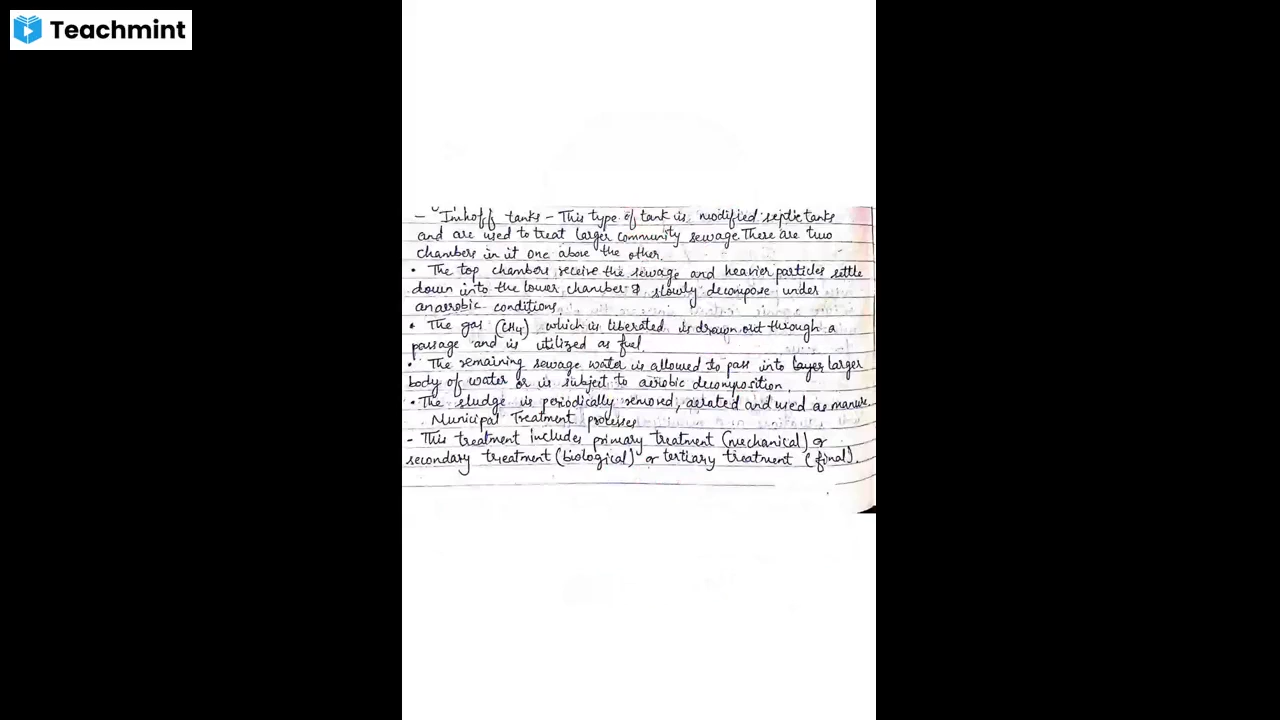 Teachmint
- Imhoff tanks - This type of tank is modified septic tanks
and are used to treat larger community sewage. There are two
chambers in it one above the other.
• The top chambers receive the sewage and heavier particles settle
down into the lower chamber & slowly decompose under
anaerobic conditions.
• The gas (CH4) which is liberated is drawn out through a
passage and is utilized as fuel.
• The remaining sewage water is allowed to pass into larger
body of water or is subject to aerobic decomposition.
• The sludge is periodically removed, aerated and used as manure.
Municipal Treatment proceses
- This treatment includes primary treatment (mechanical) or
secondary treatment (biological) or tertiary treatment (final).